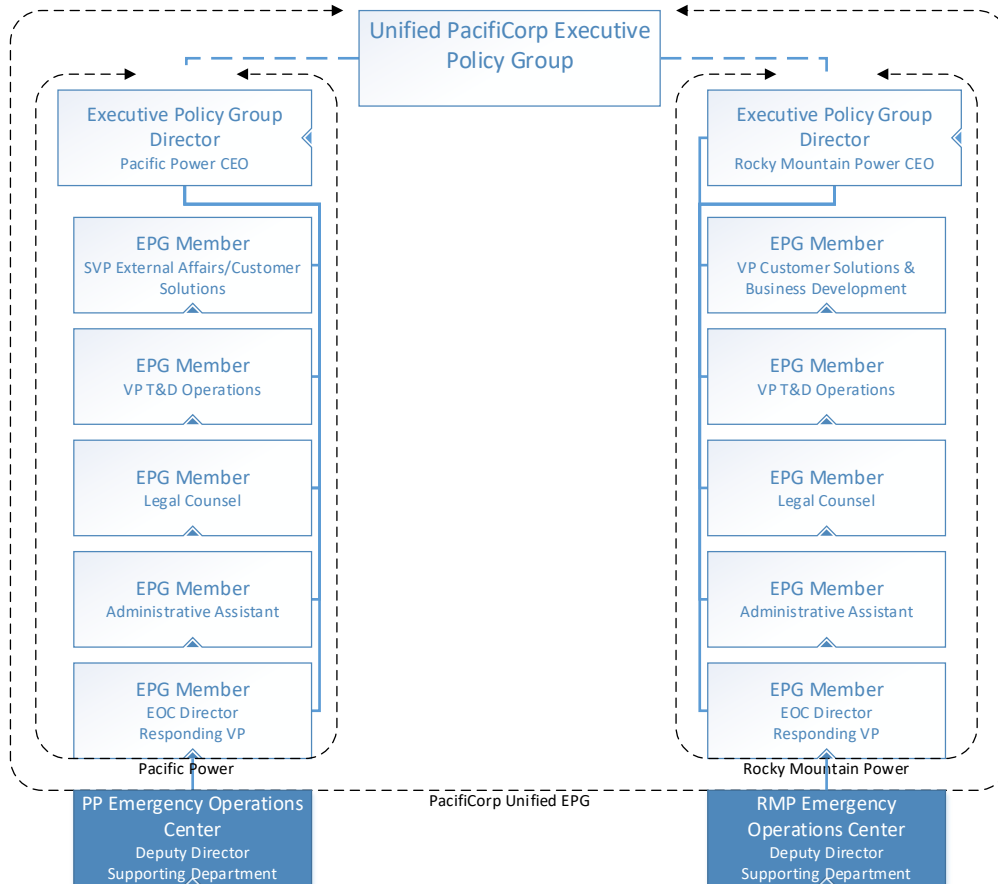 Unified PacifiCorp Executive
Policy Group
Executive Policy Group
Director
Pacific Power CEO
EPG Member
SVP External Affairs/Customer
Solutions
EPG Member
VP T&D Operations
EPG Member
Legal Counsel
EPG Member
Administrative Assistant
EPG Member
EOC Director
Responding VP
Pacific Power
PP Emergency Operations
Center
Deputy Director
Supporting Department
Executive Policy Group
Director
Rocky Mountain Power CEO
EPG Member
VP Customer Solutions &
Business Development
EPG Member
VP T&D Operations
EPG Member
Legal Counsel
EPG Member
Administrative Assistant
EPG Member
EOC Director
Responding VP
Rocky Mountain Power
RMP Emergency
Operations Center
Deputy Director
Supporting Department
PacifiCorp Unified EPG